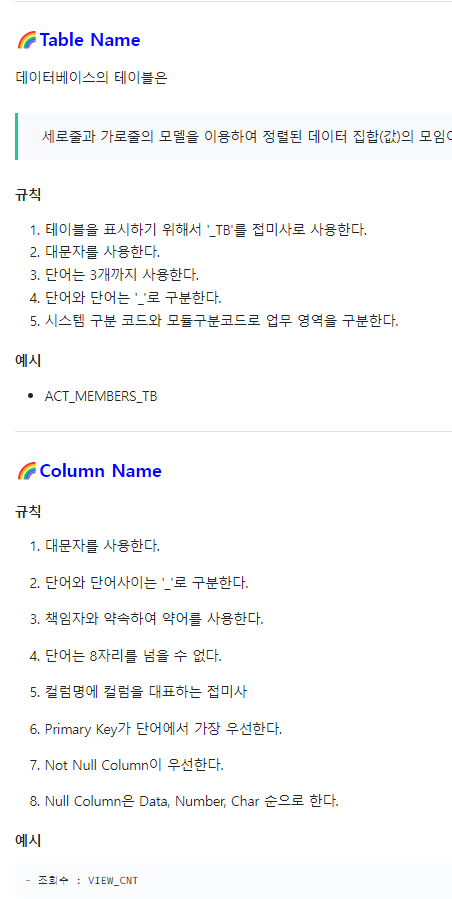 🌈Table Name
데이터베이스의 테이블은
세로줄과 가로줄의 모델을 이용하여 정렬된 데이터 집합(값)의 모임이
규칙
1. 테이블을 표시하기 위해서 '_TB'를 접미사로 사용한다.
2. 대문자를 사용한다.
3. 단어는 3개까지 사용한다.
4. 단어와 단어는 '_'로 구분한다.
5. 시스템 구분 코드와 모듈구분코드로 업무 영역을 구분한다.
예시
• ACT_MEMBERS_TB
🌈Column Name
규칙
1. 대문자를 사용한다.
2. 단어와 단어사이는 '_'로 구분한다.
3. 책임자와 약속하여 약어를 사용한다.
4. 단어는 8자리를 넘을 수 없다.
5. 컬럼명에 컬럼을 대표하는 접미사
6. Primary Key가 단어에서 가장 우선한다.
7. Not Null Column이 우선한다.
8. Null Column은 Data, Number, Char 순으로 한다.
예시
- 조회수 : VIEW_CNT